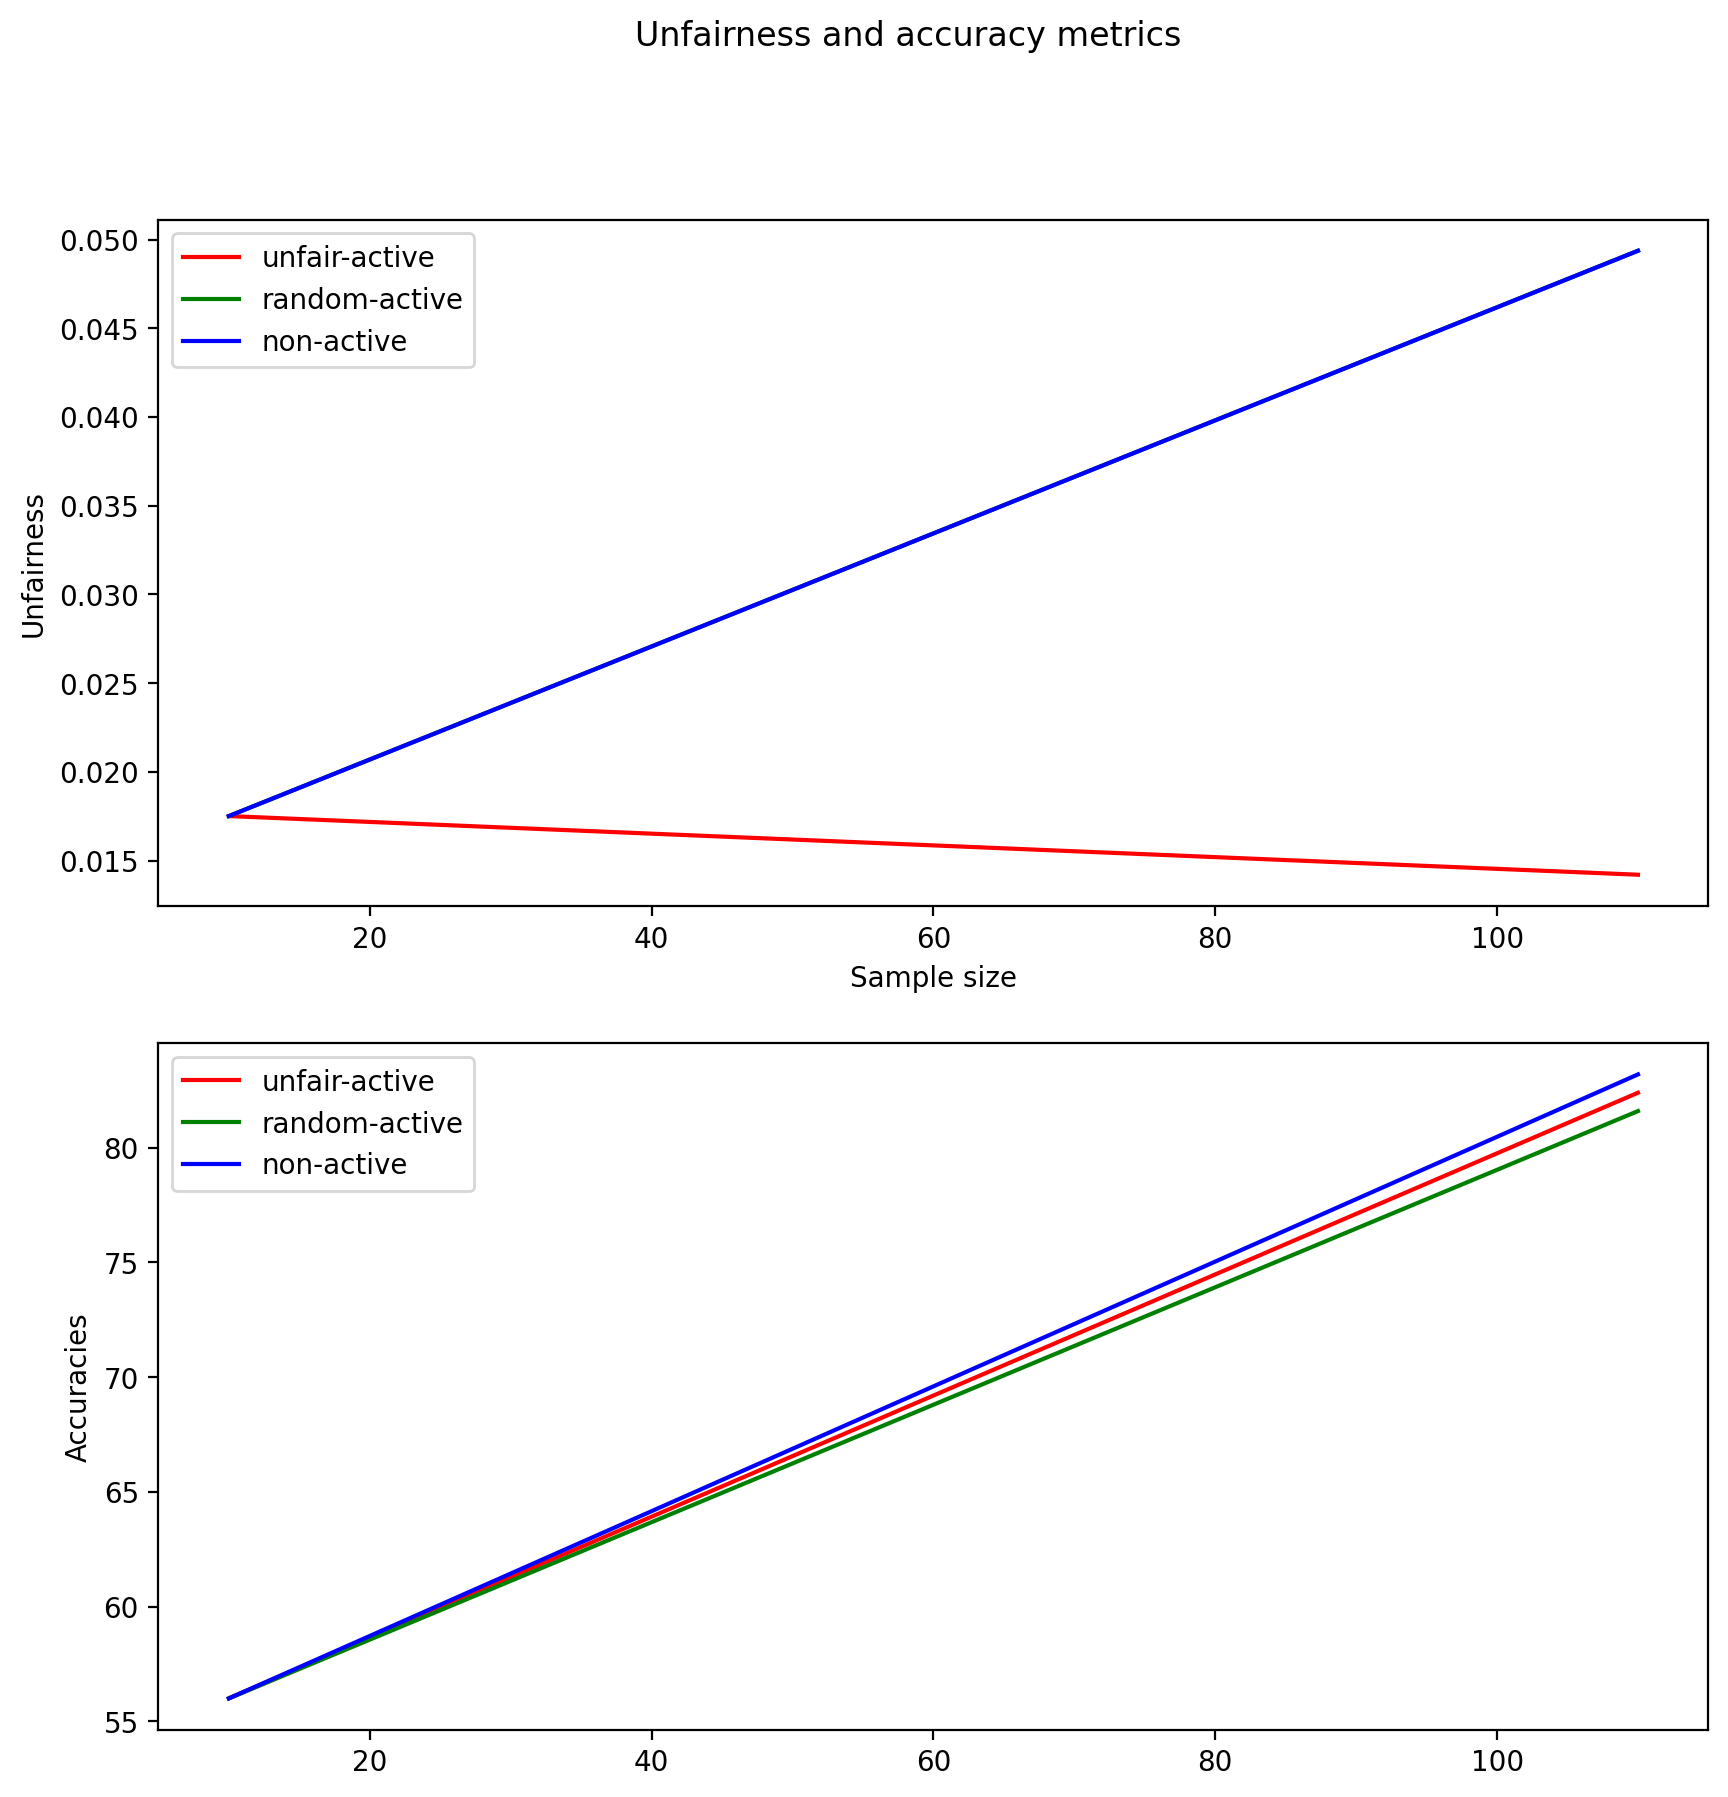 Unfairness and accuracy metrics
0.050
0.045
0.040
0.035
0.030
0.025
0.020
0.015
Unfairness
unfair-active
random-active
non-active
20 40 60 80 100
Sample size
80
75
70
65
60
55
Accuracies
unfair-active
random-active
non-active
20 40 60 80 100